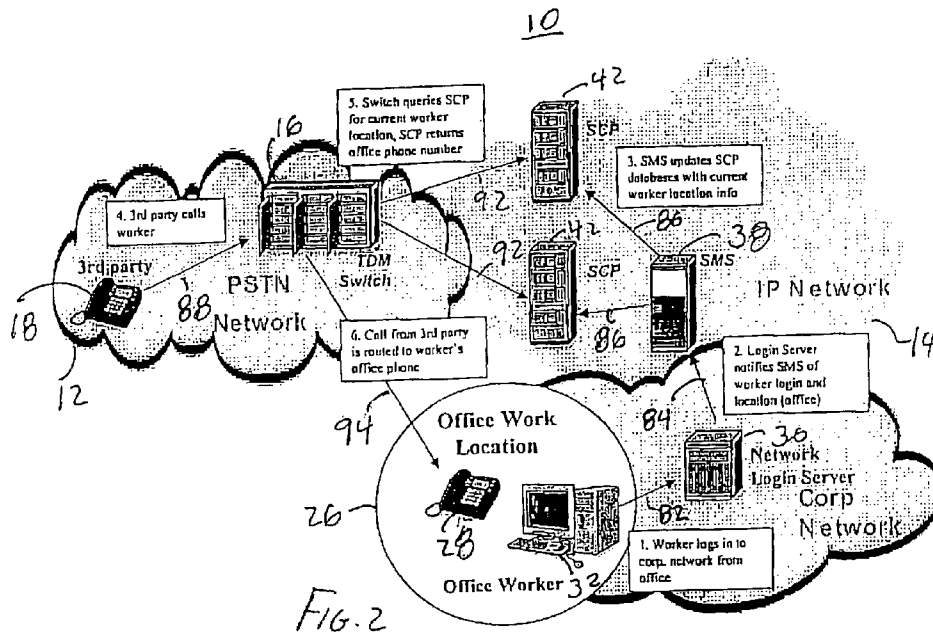 10
42
5. Switch queries SCP
for current worker
location, SCP returns
office phone number
16
SCP
3. SMS updates SCP
databases with current
worker location info
4. 3rd party calls
worker
92
86
38
42
3rd party
TDM
Switch
92
SCP
SMS
88
PSTN
Network
IP Network
18
86
6. Call from 3rd party
is routed to worker's
office phone
14
12
2. Login Server
notifies SMS of
worker login and
location (office)
84
94
Office Work
Location
36
Network
Login Server
26
28
82
Corp
Network
1. Worker logs in to
corp. network from
office
32
Office Worker
FIG. 2